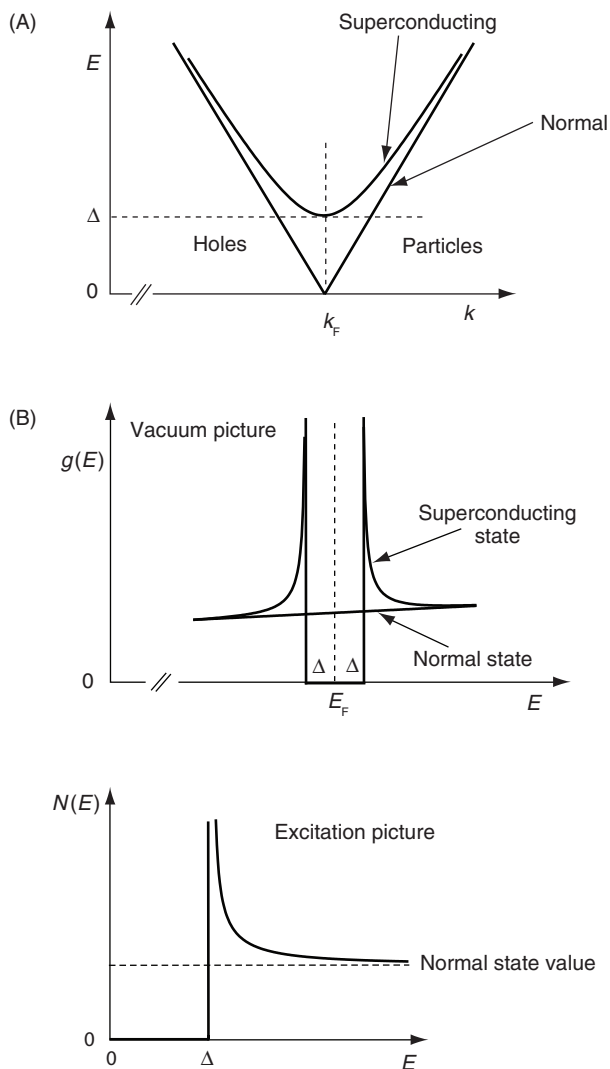 (A)
Superconducting
E
Normal
Δ
Holes
Particles
0
k_F
k
(B)
Vacuum picture
g(E)
Superconducting
state
Δ Δ
Normal state
0
E_F
E
N(E)
Excitation picture
Normal state value
0
0
Δ
E